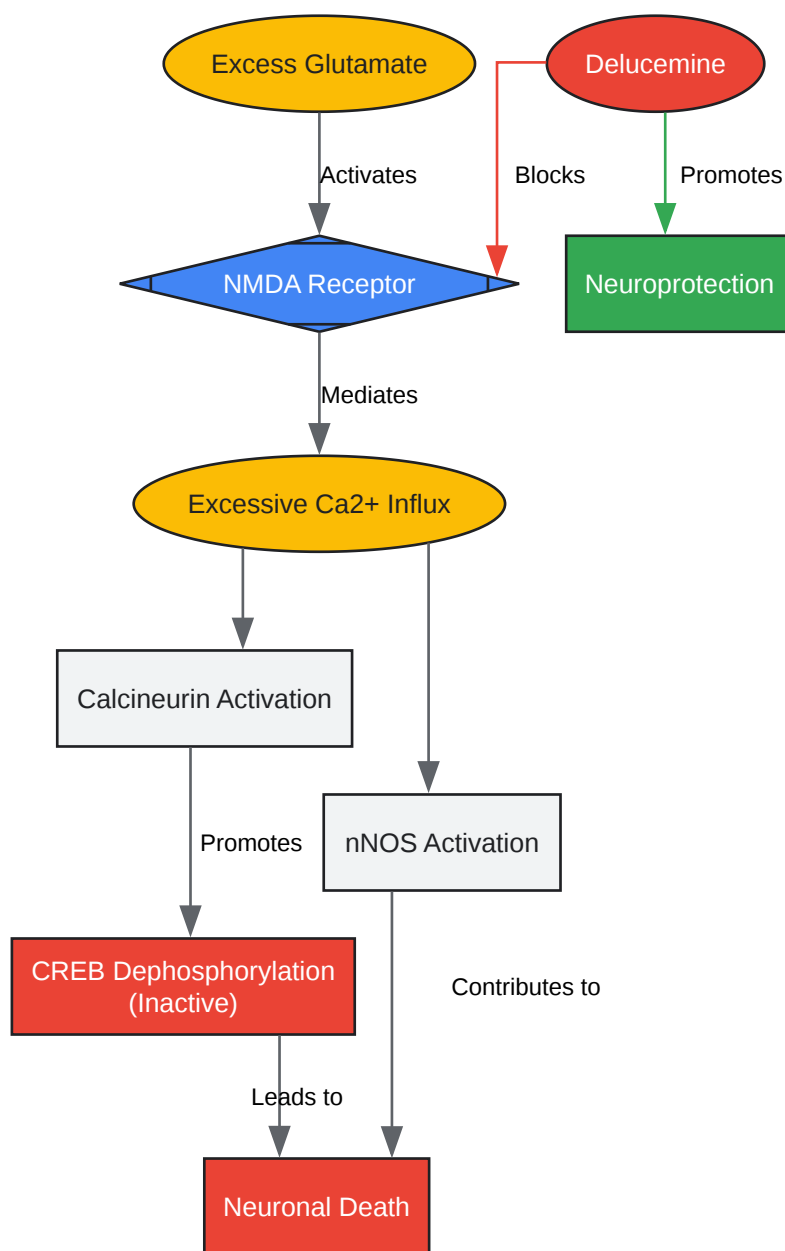 Excess Glutamate
Delucemine
Activates
Blocks
Promotes
NMDA Receptor
Neuroprotection
Mediates
Excessive Ca2+ Influx
Calcineurin Activation
Promotes
nNOS Activation
CREB Dephosphorylation
(Inactive)
Contributes to
Leads to
Neuronal Death